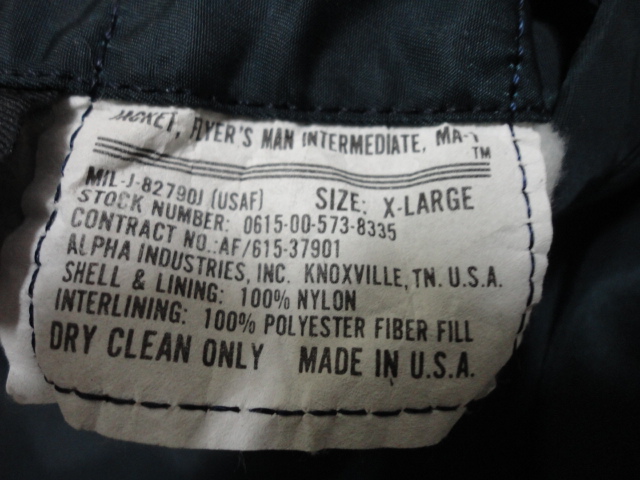 JACKET, FLYER'S MAN INTERMEDIATE, MA-1
TM
MIL-J-82790J (USAF) SIZE: X-LARGE
STOCK NUMBER: 0615-00-573-8335
CONTRACT NO.:AF/615-37901
ALPHA INDUSTRIES, INC. KNOXVILLE, TN. U.S.A.
SHELL & LINING: 100% NYLON
INTERLINING: 100% POLYESTER FIBER FILL
DRY CLEAN ONLY MADE IN U.S.A.